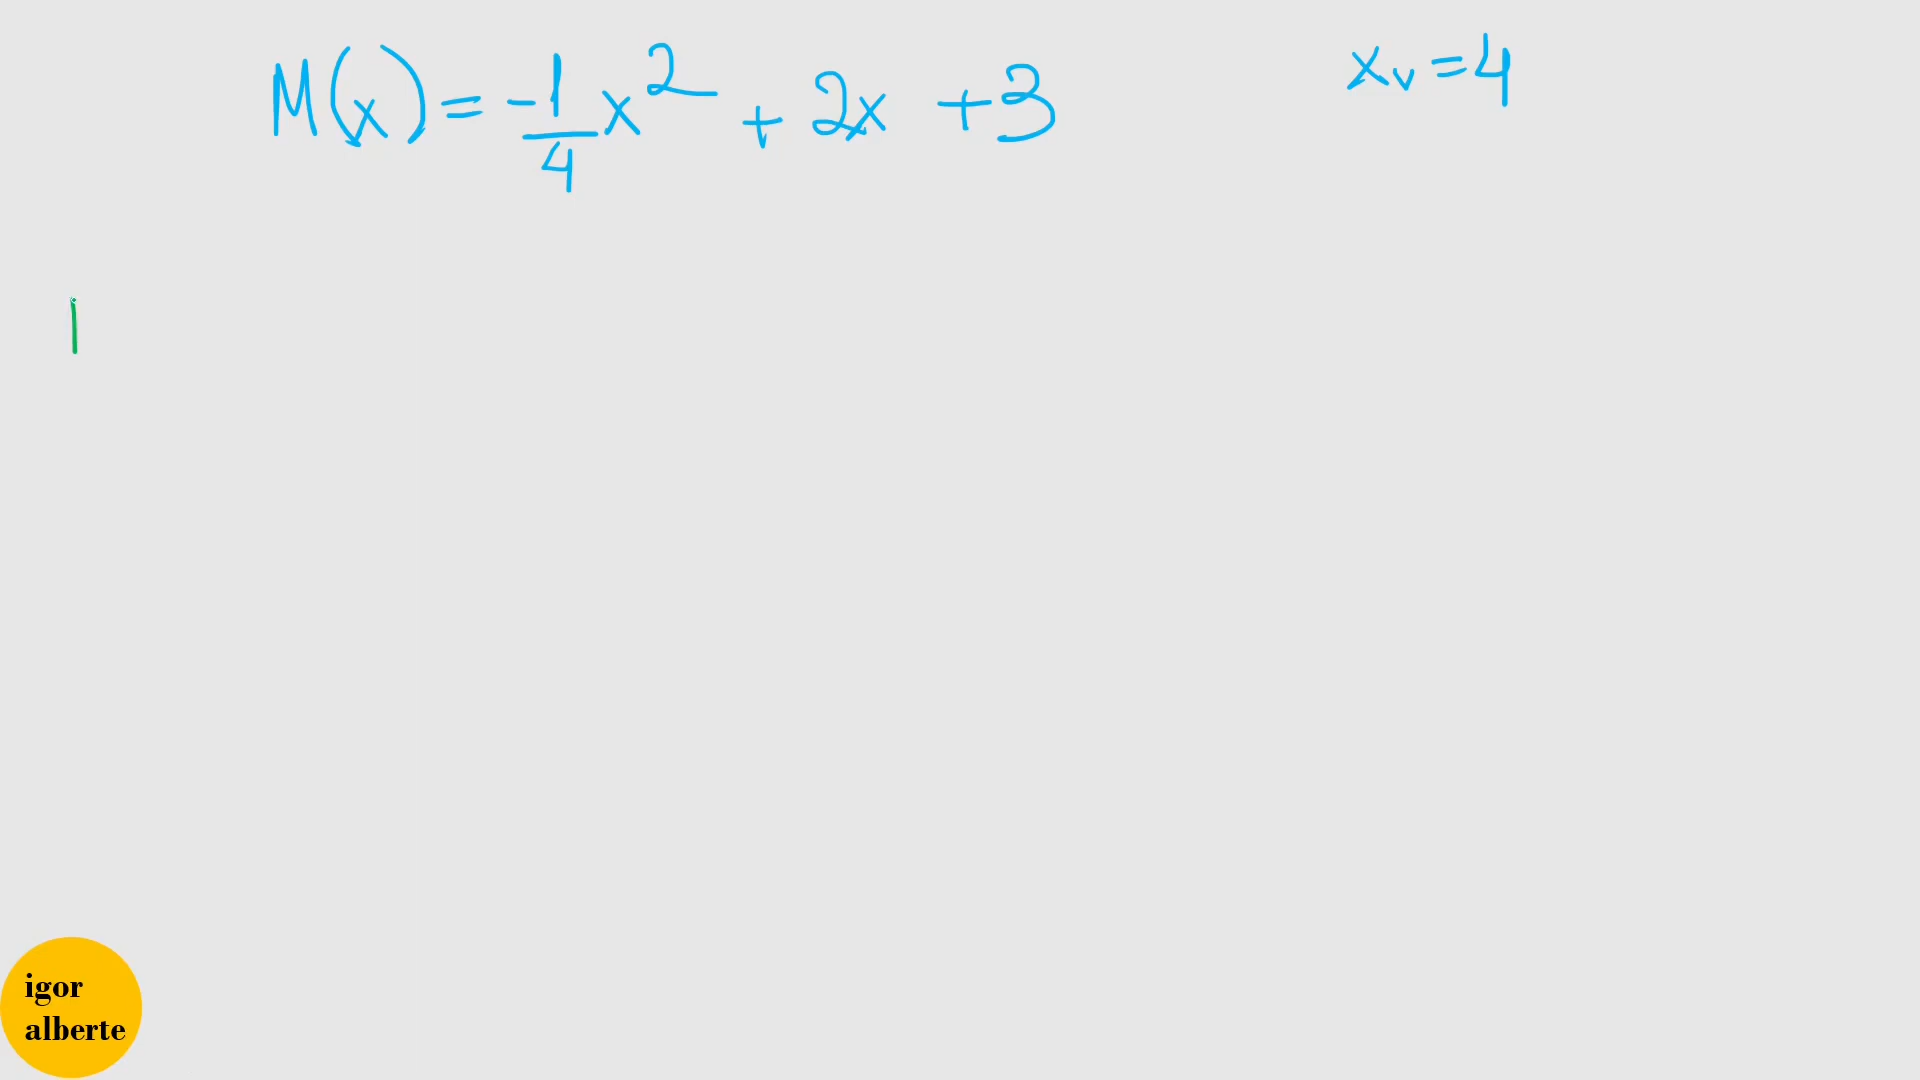 M(x) = -1/4 x² + 2x + 3
xᵥ = 4
igor
alberte